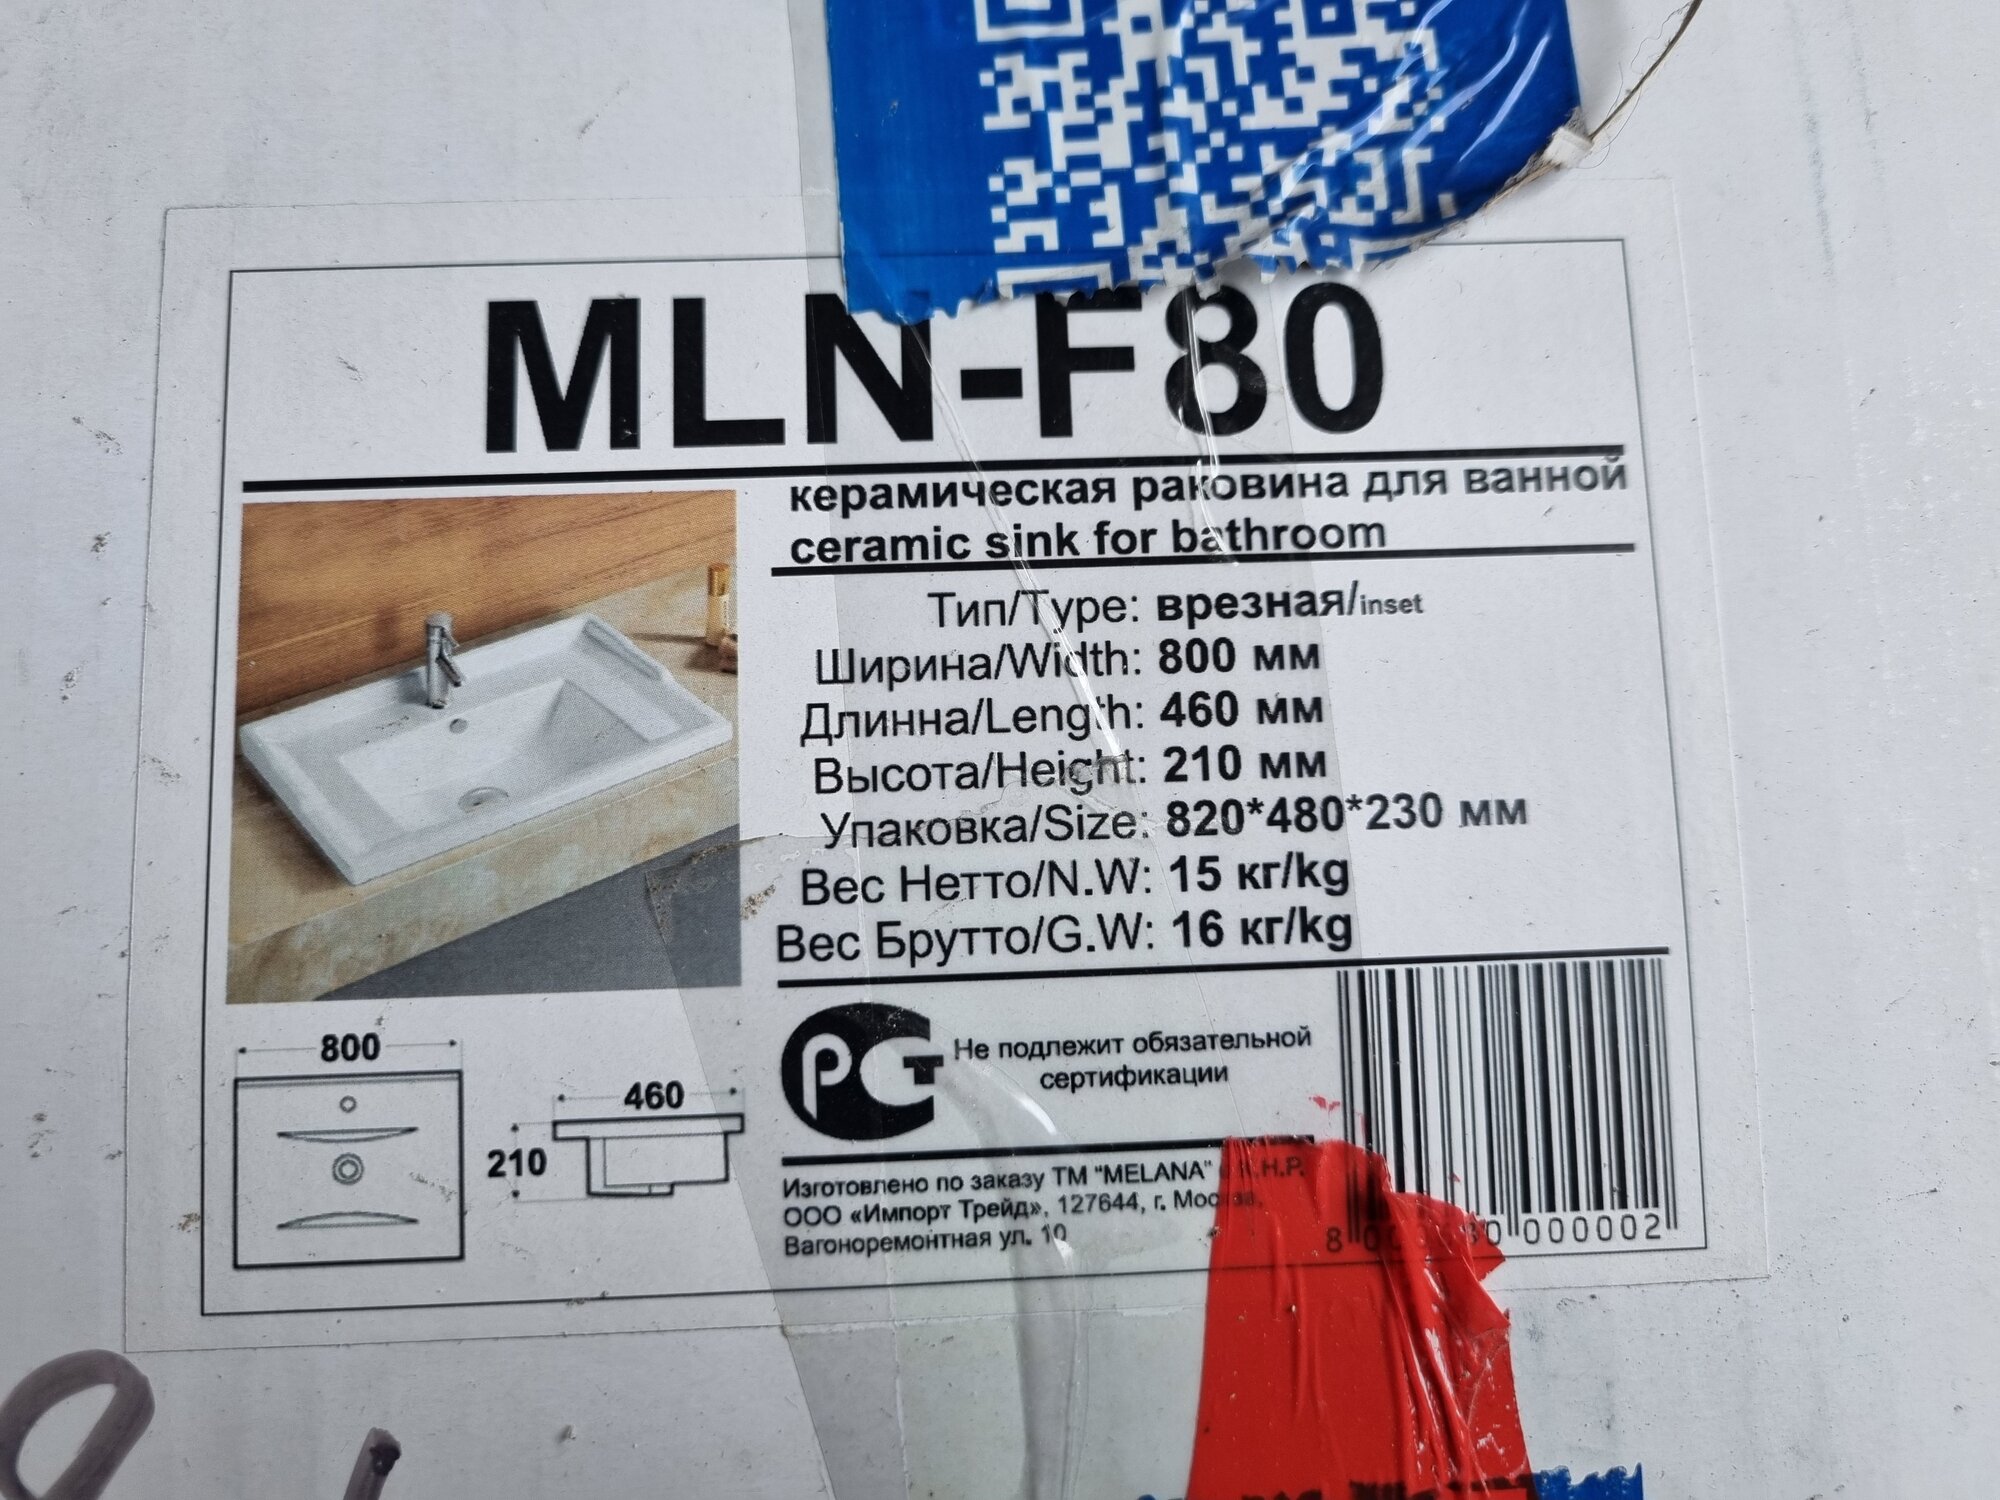 MLN-F80
керамическая раковина для ванной
ceramic sink for bathroom
Тип/Type: врезная/inset
Ширина/Width: 800 мм
Длинна/Length: 460 мм
Высота/Height: 210 мм
Упаковка/Size: 820*480*230 мм
Вес Нетто/N.W: 15 кг/kg
Вес Брутто/G.W: 16 кг/kg
800
460
210
РСТ
Не подлежит обязательной
сертификации
Изготовлено по заказу ТМ "MELANA" К.Н.Р.
ООО «Импорт Трейд», 127644, г. Москва,
Вагоноремонтная ул. 10
8 000002